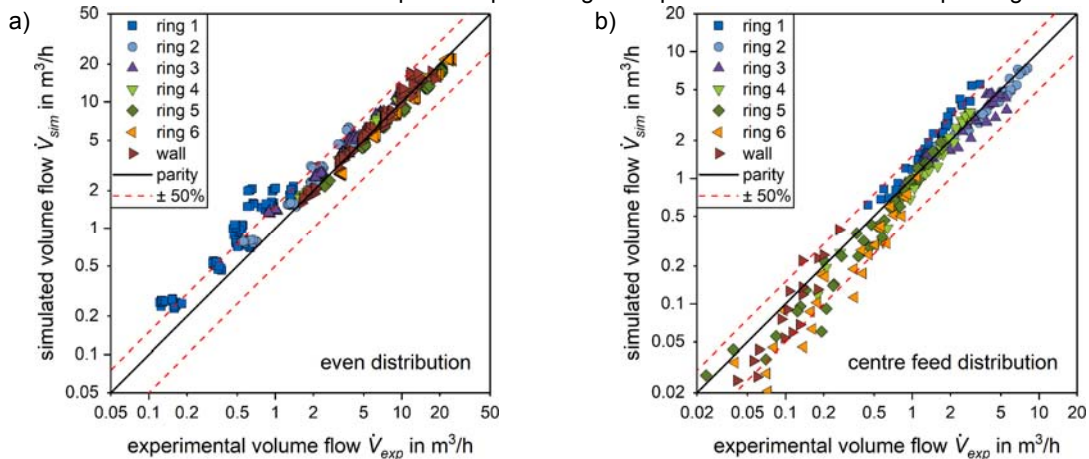 a)
simulated volume flow V̇sim in m³/h
50
20
10
5
2
1
0.5
0.2
0.1
0.05
ring 1
ring 2
ring 3
ring 4
ring 5
ring 6
wall
parity
± 50%
even distribution
0.05 0.1 0.2 0.5 1 2 5 10 20 50
experimental volume flow V̇exp in m³/h
b)
simulated volume flow V̇sim in m³/h
20
10
5
2
1
0.5
0.2
0.1
0.05
0.02
ring 1
ring 2
ring 3
ring 4
ring 5
ring 6
wall
parity
± 50%
centre feed distribution
0.02 0.05 0.1 0.2 0.5 1 2 5 10 20
experimental volume flow V̇exp in m³/h